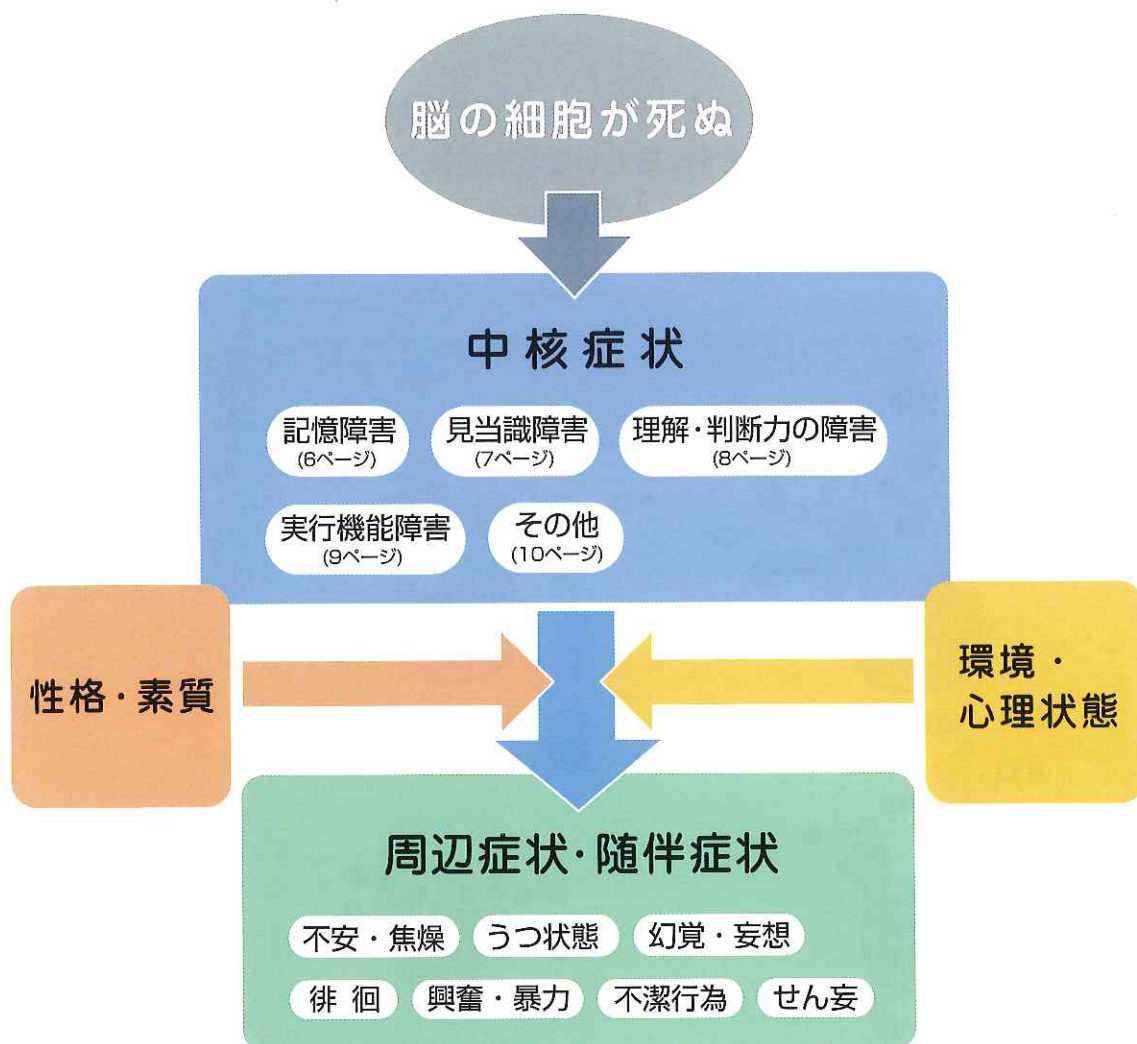 脳の細胞が死ぬ
中核症状
記憶障害
(6ページ)
見当識障害
(7ページ)
理解・判断力の障害
(8ページ)
実行機能障害
(9ページ)
その他
(10ページ)
性格・素質
環境・
心理状態
周辺症状・随伴症状
不安・焦燥
うつ状態
幻覚・妄想
徘徊
興奮・暴力
不潔行為
せん妄